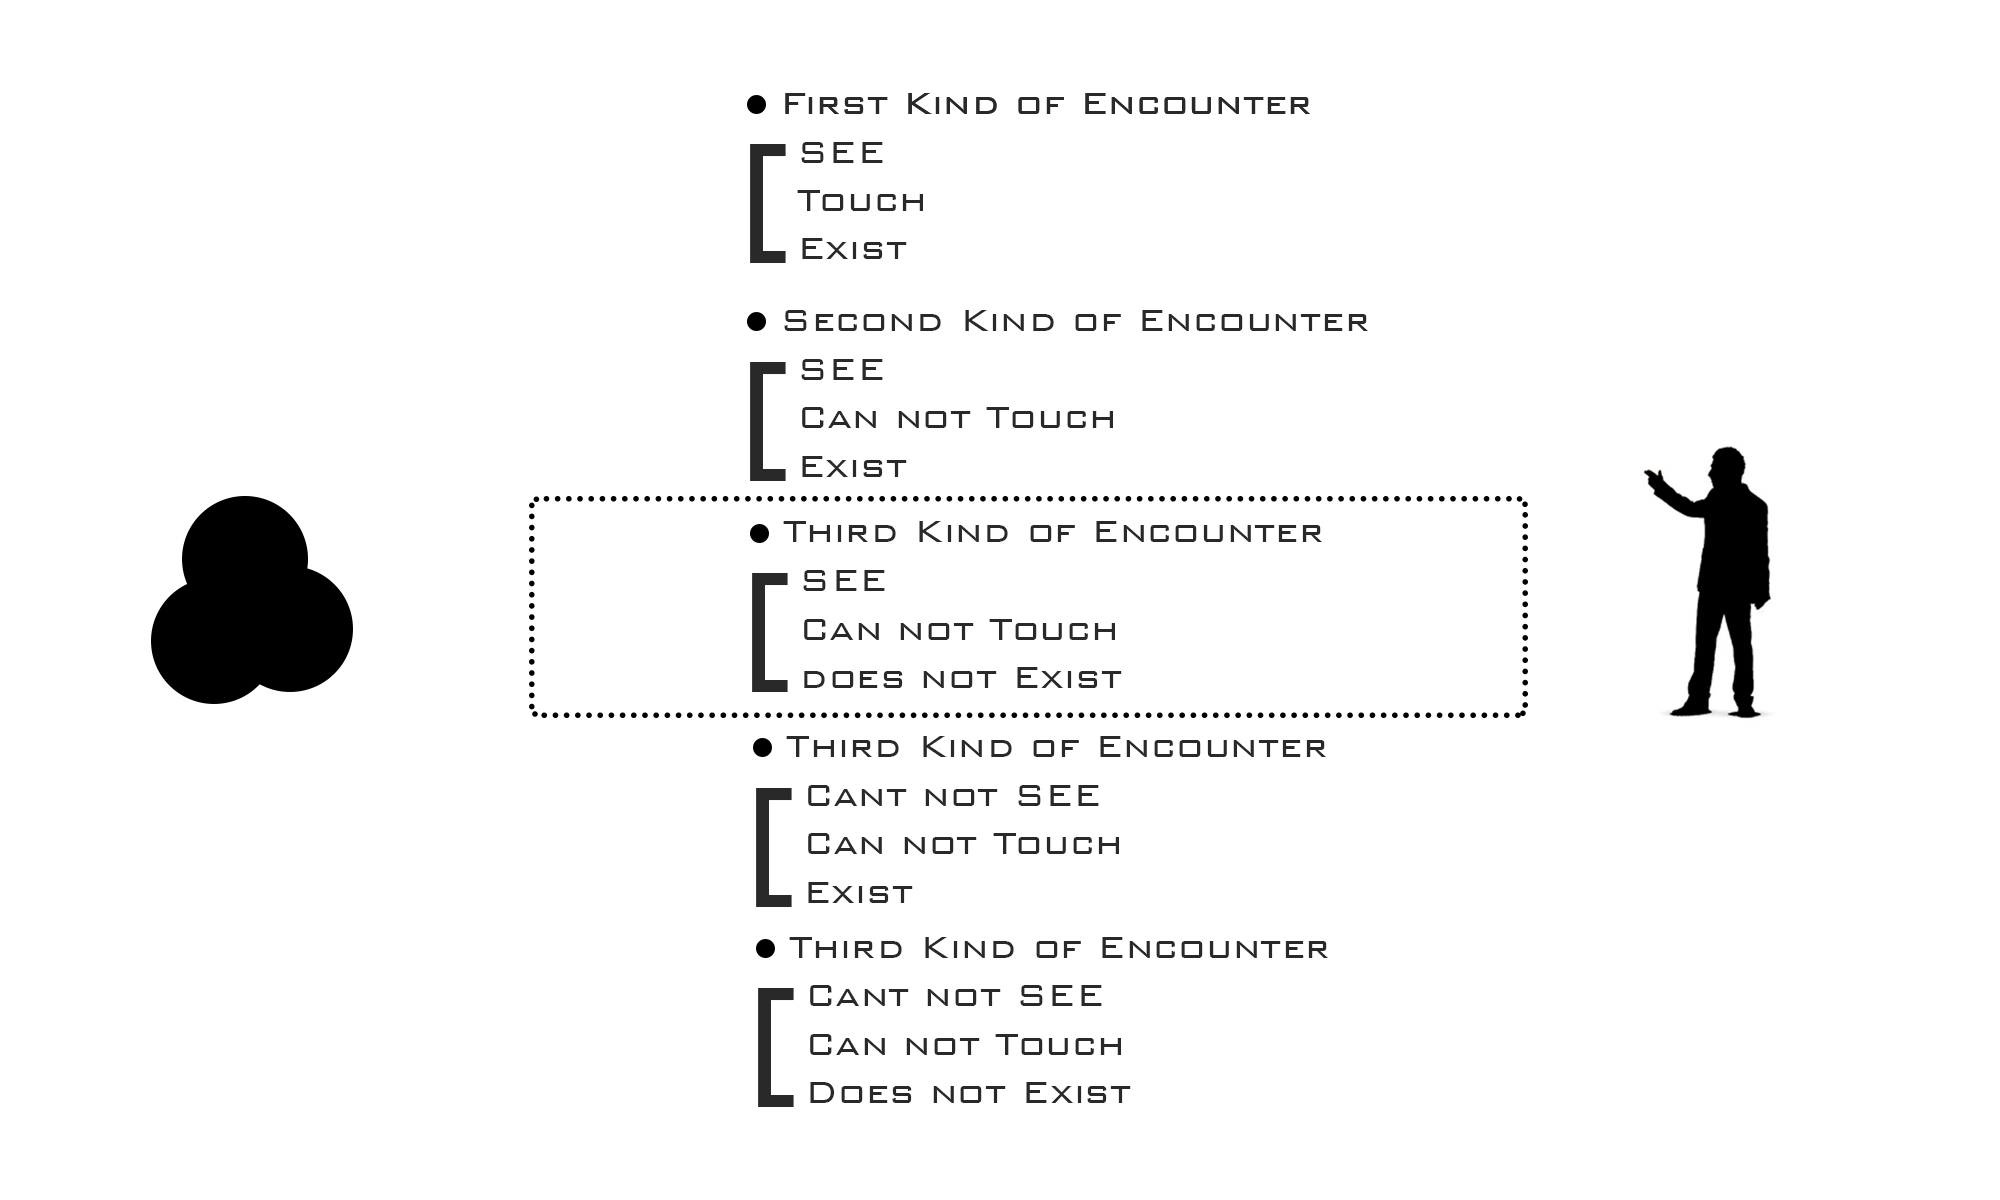 First Kind of Encounter
SEE
Touch
Exist
Second Kind of Encounter
SEE
Can not Touch
Exist
Third Kind of Encounter
SEE
Can not Touch
does not Exist
Third Kind of Encounter
Cant not SEE
Can not Touch
Exist
Third Kind of Encounter
Cant not SEE
Can not Touch
Does not Exist